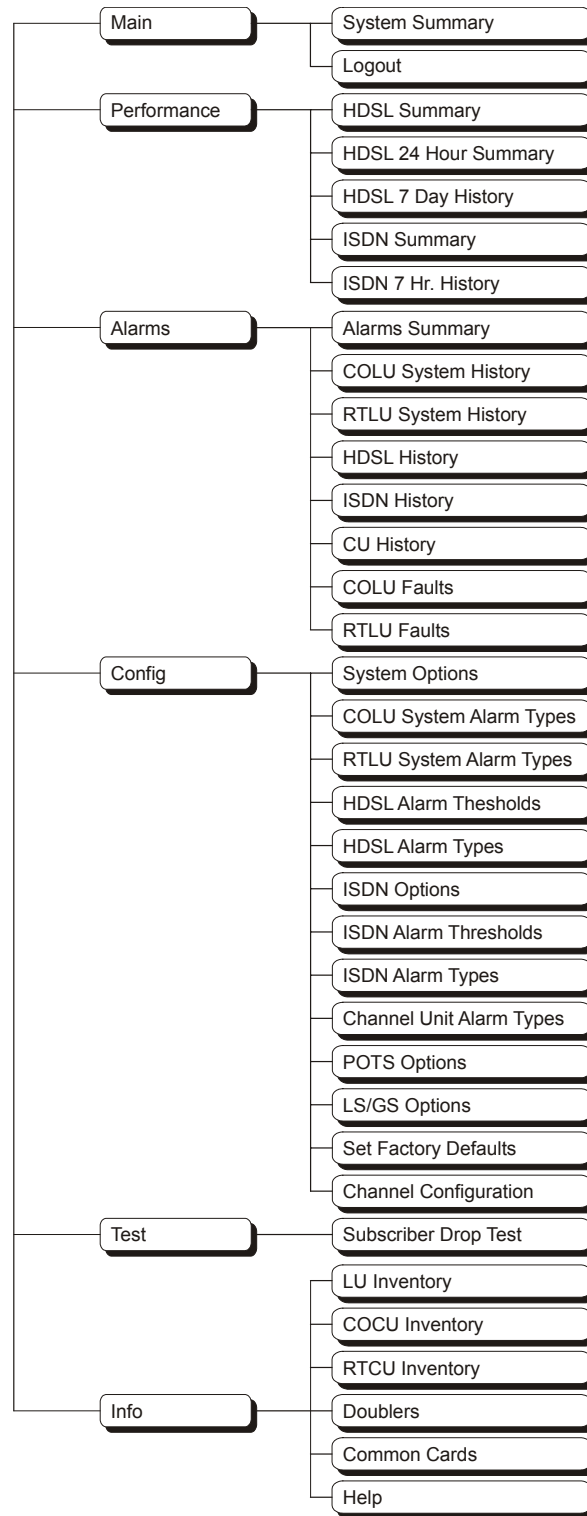 Main
System Summary
Logout
Performance
HDSL Summary
HDSL 24 Hour Summary
HDSL 7 Day History
ISDN Summary
ISDN 7 Hr. History
Alarms
Alarms Summary
COLU System History
RTLU System History
HDSL History
ISDN History
CU History
COLU Faults
RTLU Faults
Config
System Options
COLU System Alarm Types
RTLU System Alarm Types
HDSL Alarm Thesholds
HDSL Alarm Types
ISDN Options
ISDN Alarm Thresholds
ISDN Alarm Types
Channel Unit Alarm Types
POTS Options
LS/GS Options
Set Factory Defaults
Channel Configuration
Test
Subscriber Drop Test
LU Inventory
COCU Inventory
RTCU Inventory
Info
Doublers
Common Cards
Help